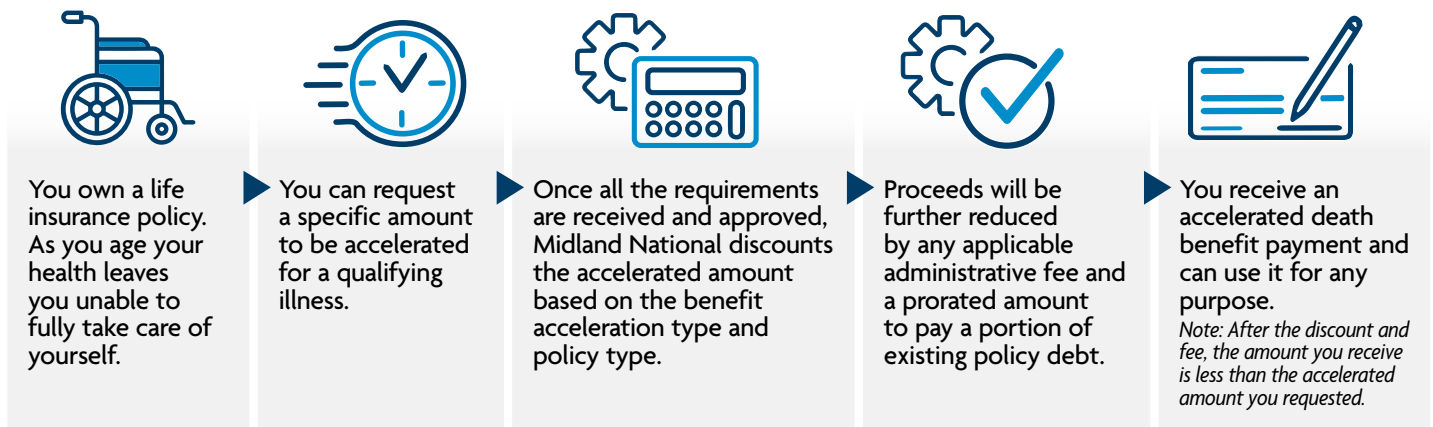 You own a life
insurance policy.
As you age your
health leaves
you unable to
fully take care of
yourself.
You can request
a specific amount
to be accelerated
for a qualifying
illness.
Once all the requirements
are received and approved,
Midland National discounts
the accelerated amount
based on the benefit
acceleration type and
policy type.
Proceeds will be
further reduced
by any applicable
administrative fee and
a prorated amount
to pay a portion of
existing policy debt.
You receive an
accelerated death
benefit payment and
can use it for any
purpose.
Note: After the discount and
fee, the amount you receive
is less than the accelerated
amount you requested.